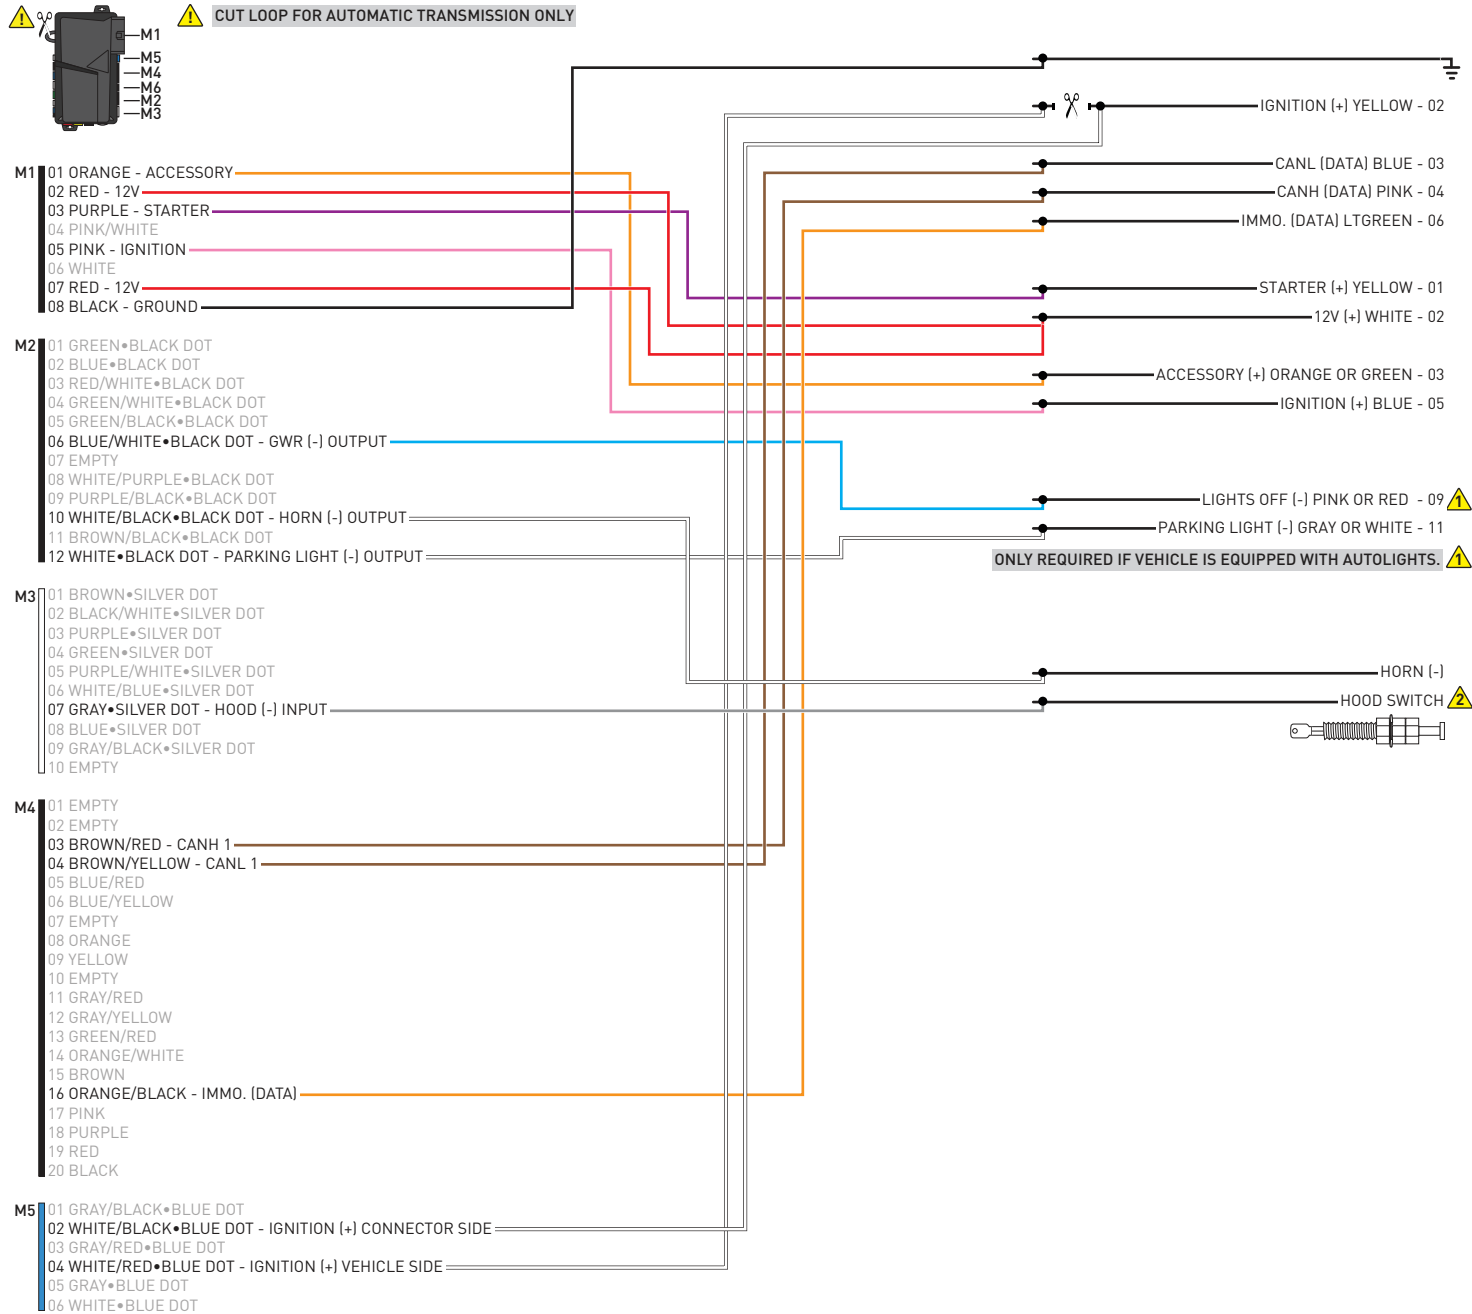 !
! CUT LOOP FOR AUTOMATIC TRANSMISSION ONLY
M1
M5
M4
M6
M2
M3
M1
01 ORANGE - ACCESSORY
02 RED - 12V
03 PURPLE - STARTER
04 PINK/WHITE
05 PINK - IGNITION
06 WHITE
07 RED - 12V
08 BLACK - GROUND
M2
01 GREEN•BLACK DOT
02 BLUE•BLACK DOT
03 RED/WHITE•BLACK DOT
04 GREEN/WHITE•BLACK DOT
05 GREEN/BLACK•BLACK DOT
06 BLUE/WHITE•BLACK DOT - GWR (-) OUTPUT
07 EMPTY
08 WHITE/PURPLE•BLACK DOT
09 PURPLE/BLACK•BLACK DOT
10 WHITE/BLACK•BLACK DOT - HORN (-) OUTPUT
11 BROWN/BLACK•BLACK DOT
12 WHITE•BLACK DOT - PARKING LIGHT (-) OUTPUT
M3
01 BROWN•SILVER DOT
02 BLACK/WHITE•SILVER DOT
03 PURPLE•SILVER DOT
04 GREEN•SILVER DOT
05 PURPLE/WHITE•SILVER DOT
06 WHITE/BLUE•SILVER DOT
07 GRAY•SILVER DOT - HOOD (-) INPUT
08 BLUE•SILVER DOT
09 GRAY/BLACK•SILVER DOT
10 EMPTY
M4
01 EMPTY
02 EMPTY
03 BROWN/RED - CANH 1
04 BROWN/YELLOW - CANL 1
05 BLUE/RED
06 BLUE/YELLOW
07 EMPTY
08 ORANGE
09 YELLOW
10 EMPTY
11 GRAY/RED
12 GRAY/YELLOW
13 GREEN/RED
14 ORANGE/WHITE
15 BROWN
16 ORANGE/BLACK - IMMO. (DATA)
17 PINK
18 PURPLE
19 RED
20 BLACK
M5
01 GRAY/BLACK•BLUE DOT
02 WHITE/BLACK•BLUE DOT - IGNITION (+) CONNECTOR SIDE
03 GRAY/RED•BLUE DOT
04 WHITE/RED•BLUE DOT - IGNITION (+) VEHICLE SIDE
05 GRAY•BLUE DOT
06 WHITE•BLUE DOT
IGNITION (+) YELLOW - 02
CANL (DATA) BLUE - 03
CANH (DATA) PINK - 04
IMMO. (DATA) LTGREEN - 06
STARTER (+) YELLOW - 01
12V (+) WHITE - 02
ACCESSORY (+) ORANGE OR GREEN - 03
IGNITION (+) BLUE - 05
LIGHTS OFF (-) PINK OR RED - 09 1
PARKING LIGHT (-) GRAY OR WHITE - 11
ONLY REQUIRED IF VEHICLE IS EQUIPPED WITH AUTOLIGHTS. 1
HORN (-)
HOOD SWITCH 2